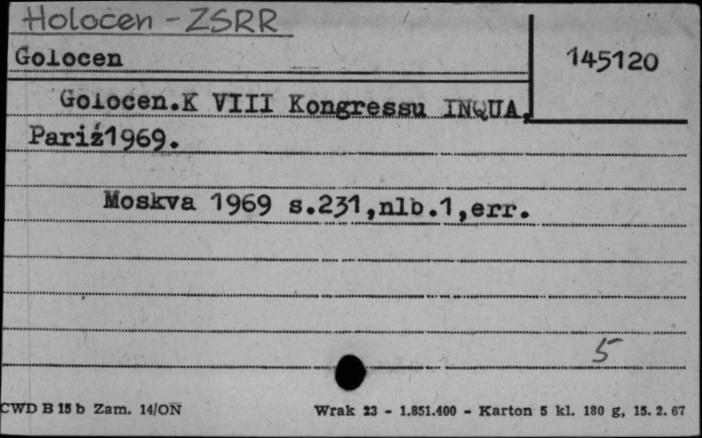 Holocen - ZSRR
Golocen
145120
Golocen.K VIII Kongressu INQUA,
Pariź1969.
Moskva 1969 s.231,nlb.1,err.
5
CWD B 15 b Zam. 14/ON Wrak 23 - 1.851.400 - Karton 5 kl. 180 g, 15. 2. 67